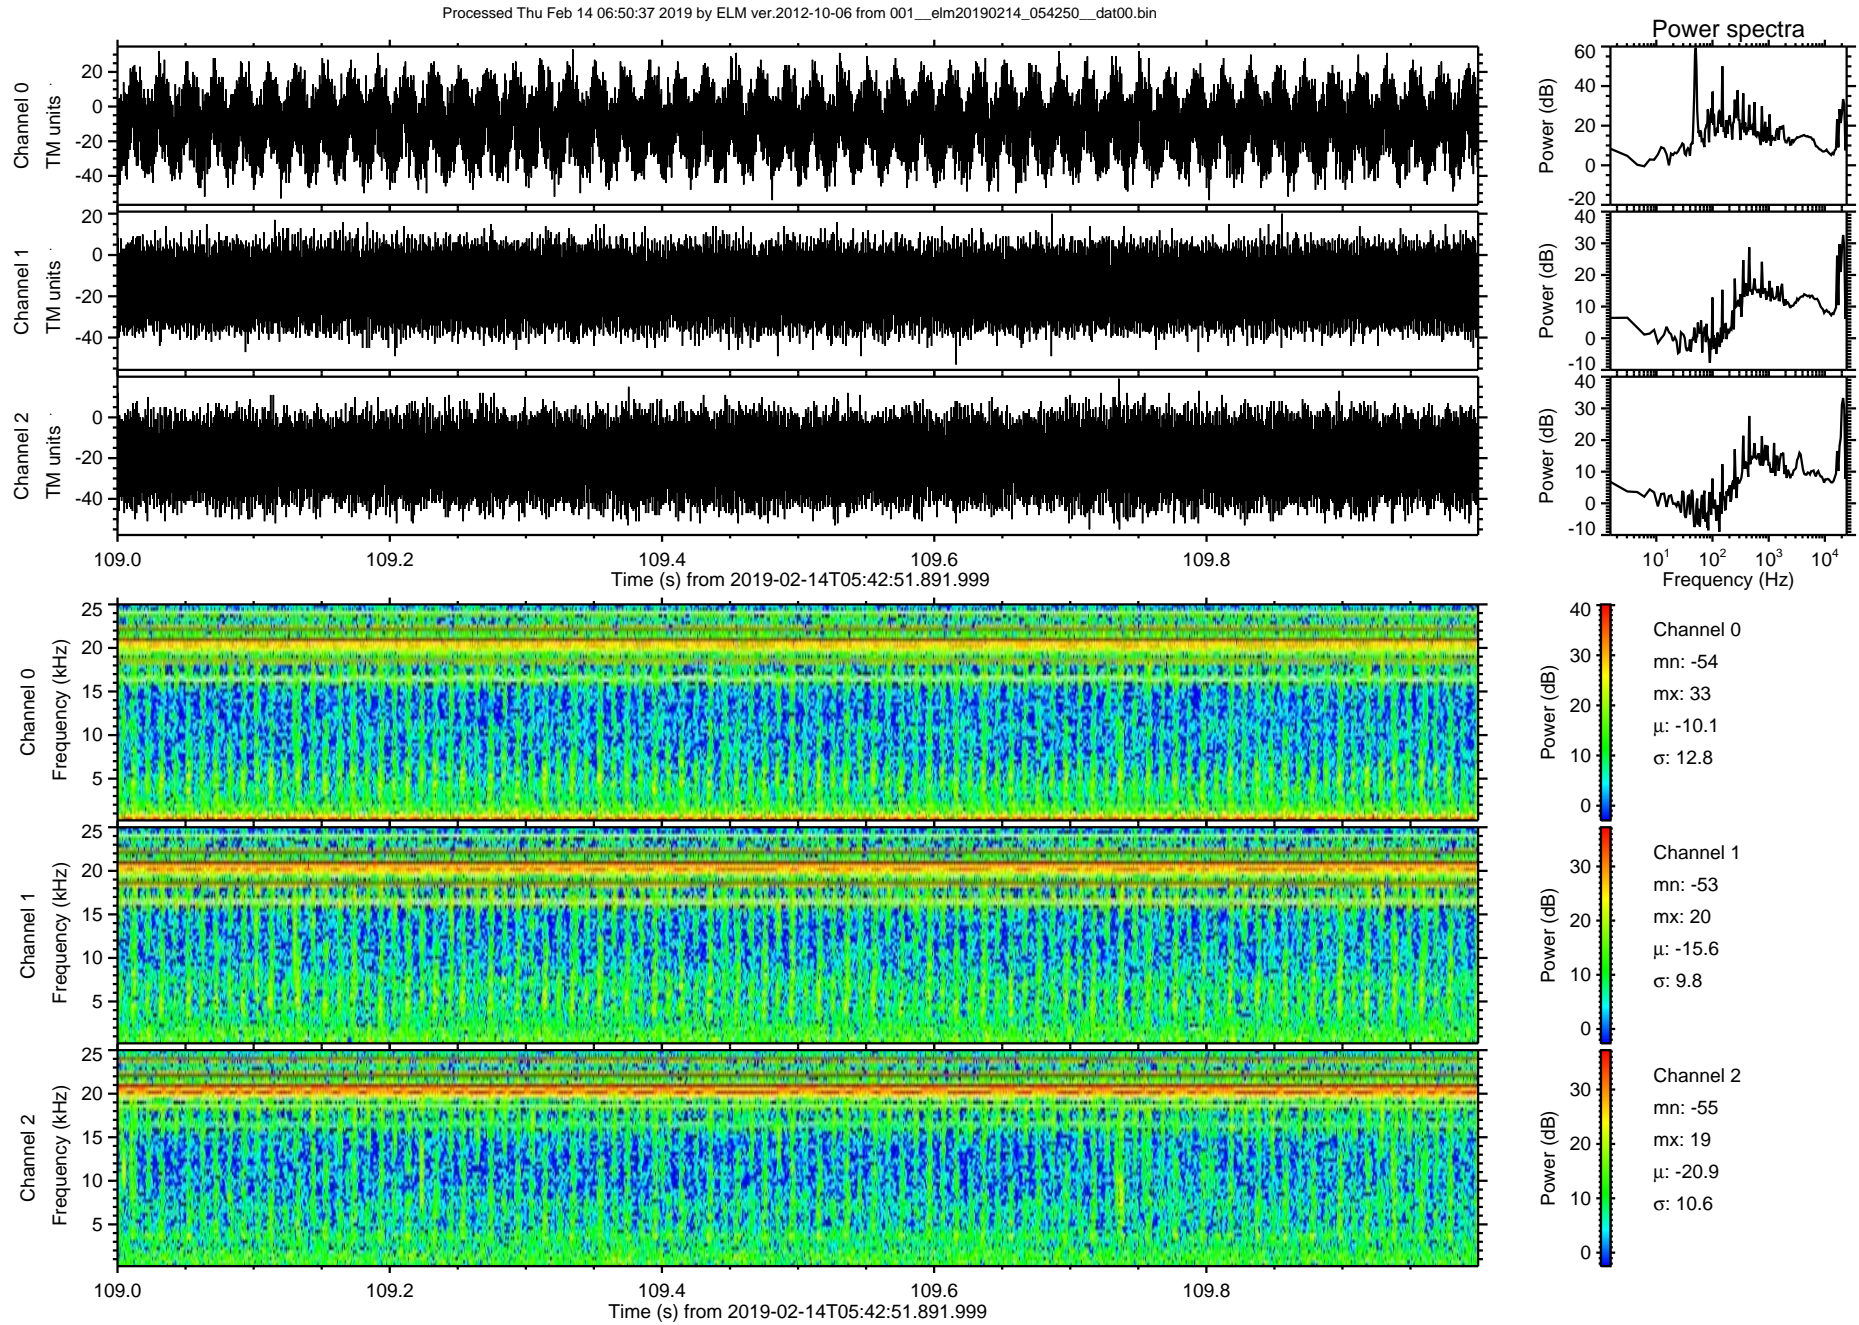 Processed Thu Feb 14 06:50:37 2019 by ELM ver.2012-10-06 from 001__elm20190214_054250__dat00.bin
Power spectra
Channel 0
TM units
20
0
-20
-40
Power (dB)
60
40
20
0
-20
Channel 1
TM units
20
0
-20
-40
Power (dB)
40
30
20
10
0
-10
Channel 2
TM units
0
-20
-40
Power (dB)
40
30
20
10
0
-10
109.0 109.2 109.4 109.6 109.8
Time (s) from 2019-02-14T05:42:51.891.999
10¹ 10² 10³ 10⁴
Frequency (Hz)
Channel 0
Frequency (kHz)
25
20
15
10
5
Power (dB)
40
30
20
10
0
Channel 0
mn: -54
mx: 33
μ: -10.1
σ: 12.8
Channel 1
Frequency (kHz)
25
20
15
10
5
Power (dB)
30
20
10
0
Channel 1
mn: -53
mx: 20
μ: -15.6
σ: 9.8
Channel 2
Frequency (kHz)
25
20
15
10
5
Power (dB)
30
20
10
0
Channel 2
mn: -55
mx: 19
μ: -20.9
σ: 10.6
109.0 109.2 109.4 109.6 109.8
Time (s) from 2019-02-14T05:42:51.891.999